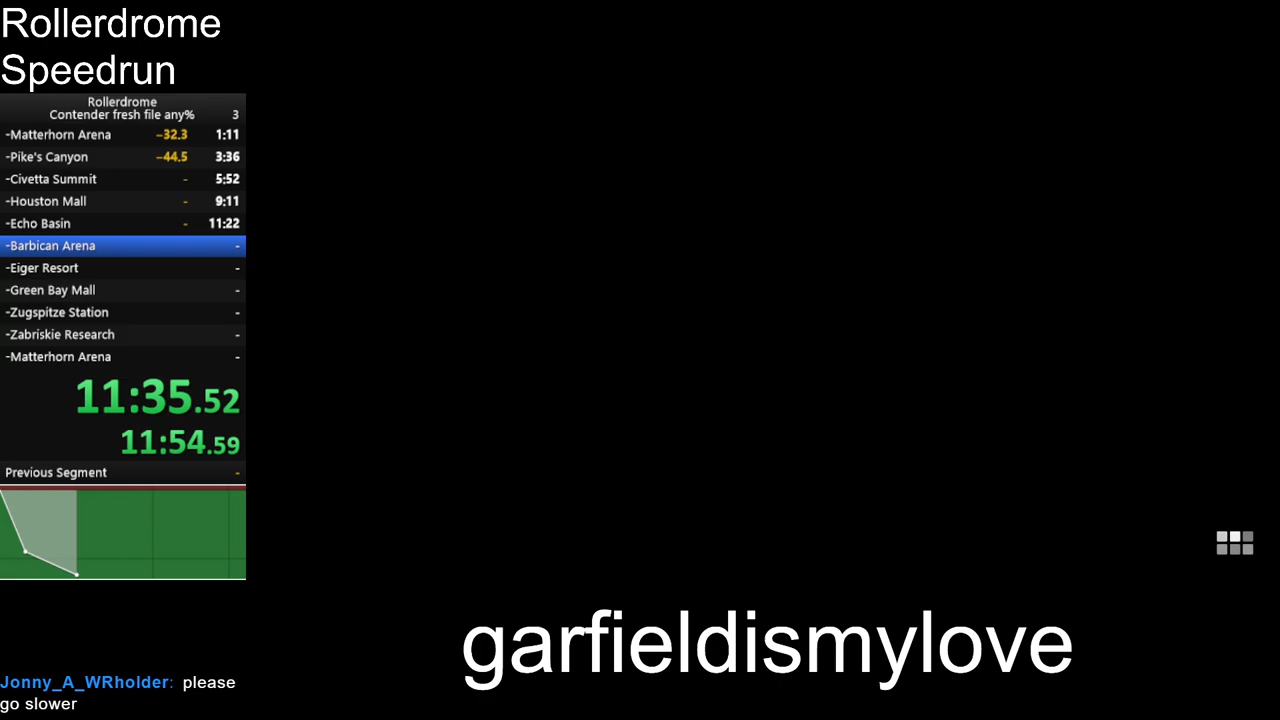 Rollerdrome
Speedrun
Rollerdrome
Contender fresh file any% 3
-Matterhorn Arena −32.3 1:11
-Pike's Canyon −44.5 3:36
-Civetta Summit - 5:52
-Houston Mall - 9:11
-Echo Basin - 11:22
-Barbican Arena -
-Eiger Resort -
-Green Bay Mall -
-Zugspitze Station -
-Zabriskie Research -
-Matterhorn Arena -
11:35.52
11:54.59
Previous Segment -
garfieldismylove
Jonny_A_WRholder: please
go slower